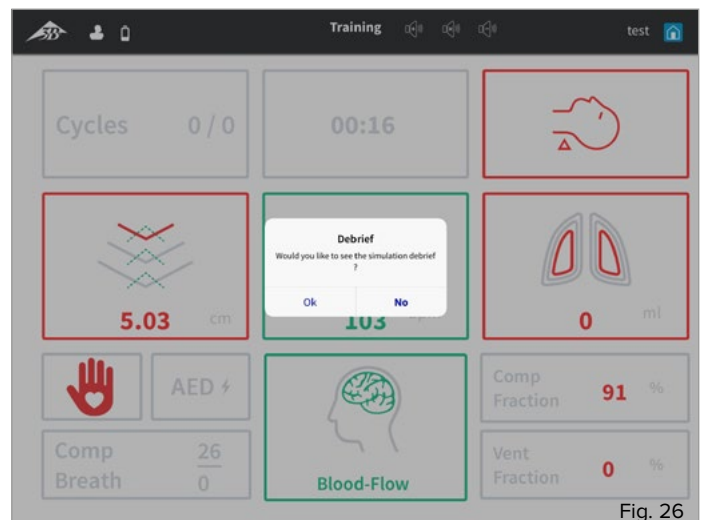 3B
Training
test
Cycles 0 / 0
00:16
Debrief
Would you like to see the simulation debrief
?
Ok No
5.03 cm
103
0 ml
AED
Comp
Fraction
91 %
Comp
Breath
26
0
Blood-Flow
Vent
Fraction
0 %
Fig. 26